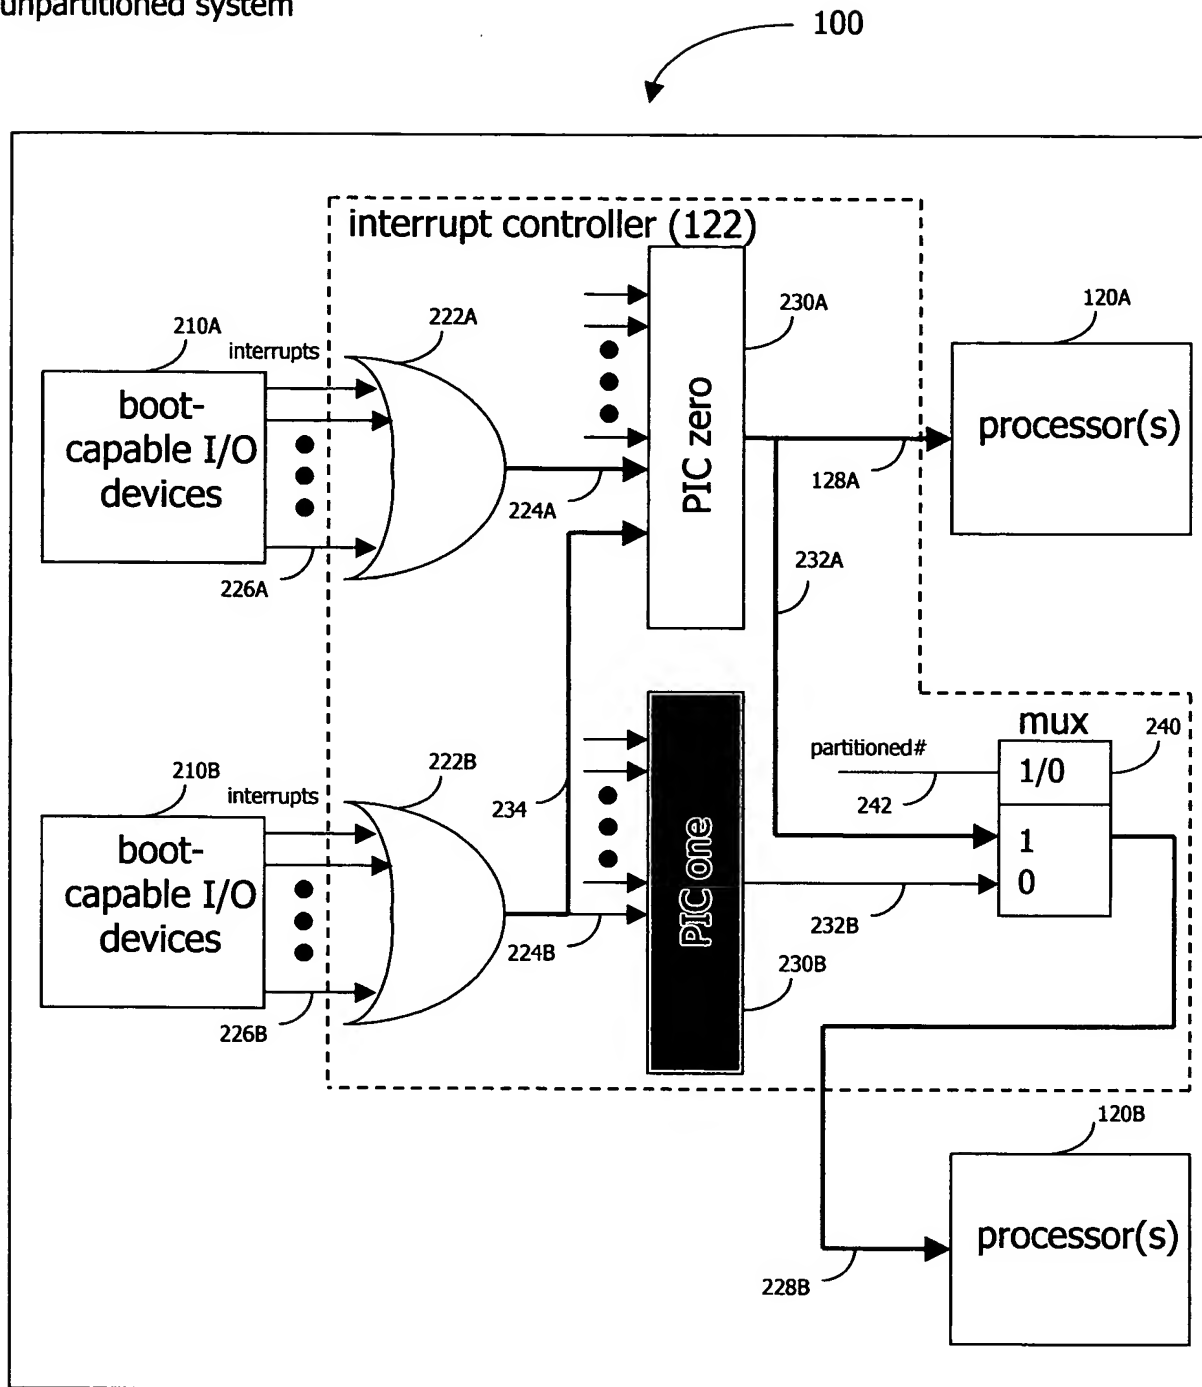 unpartitioned system
100
interrupt controller (122)
210A
interrupts
222A
230A
120A
boot-
capable I/O
devices
PIC zero
processor(s)
224A
128A
226A
232A
mux
240
partitioned#
1/0
242
1
0
210B
interrupts
222B
234
boot-
capable I/O
devices
PIC one
232B
224B
230B
226B
120B
processor(s)
228B